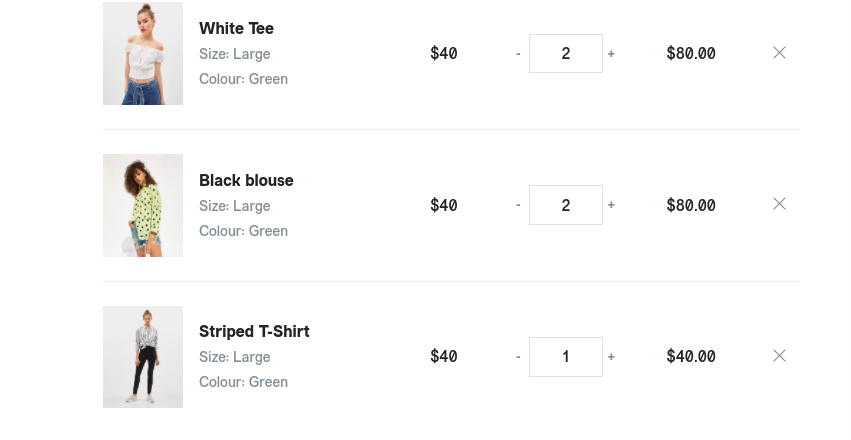 White Tee
Size: Large
Colour: Green
$40
-
2
+
$80.00
Black blouse
Size: Large
Colour: Green
$40
-
2
+
$80.00
Striped T-Shirt
Size: Large
Colour: Green
$40
-
1
+
$40.00